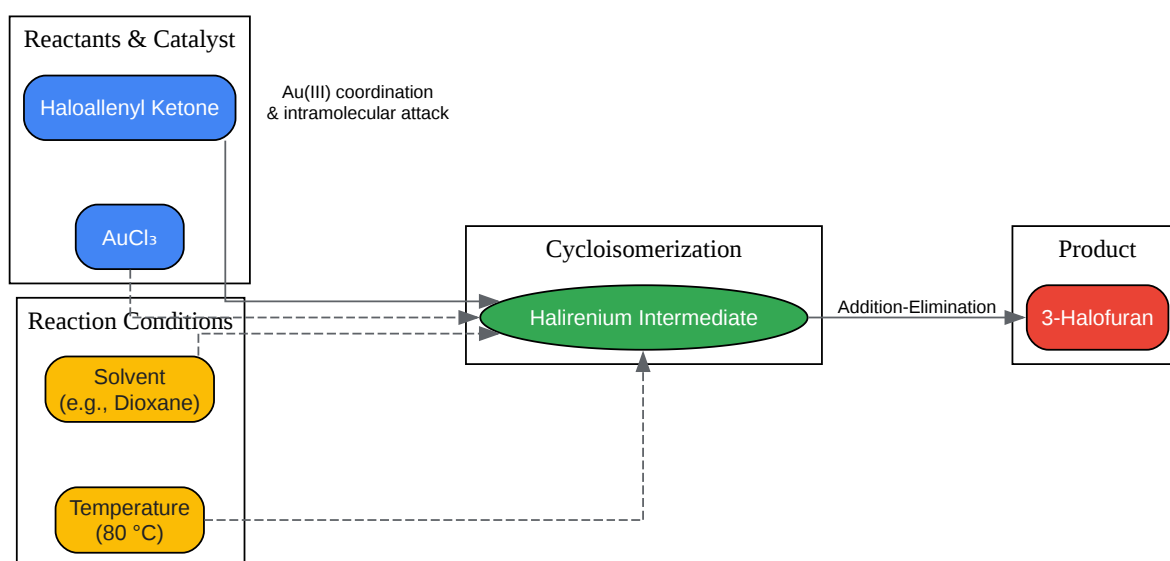 Reactants & Catalyst
Haloallenyl Ketone
AuCl₃
Au(III) coordination
& intramolecular attack
Reaction Conditions
Solvent
(e.g., Dioxane)
Temperature
(80 °C)
Cycloisomerization
Halirenium Intermediate
Addition-Elimination
Product
3-Halofuran